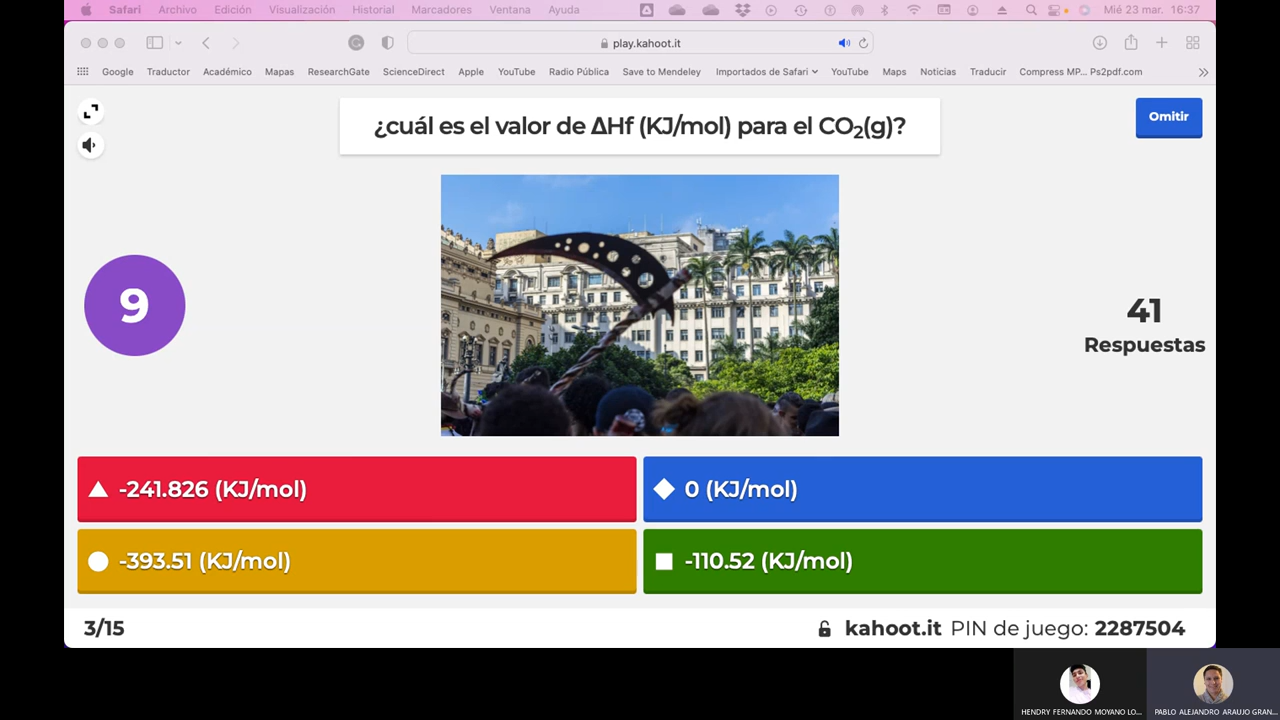 Safari Archivo Edición Visualización Historial Marcadores Ventana Ayuda Mié 23 mar. 16:37
play.kahoot.it
Google Traductor Académico Mapas ResearchGate ScienceDirect Apple YouTube Radio Pública Save to Mendeley Importados de Safari YouTube Maps Noticias Traducir Compress MP... Ps2pdf.com
¿cuál es el valor de ΔHf (KJ/mol) para el CO₂(g)?
Omitir
9
41
Respuestas
-241.826 (KJ/mol)
0 (KJ/mol)
-393.51 (KJ/mol)
-110.52 (KJ/mol)
3/15
kahoot.it PIN de juego: 2287504
HENDRY FERNANDO MOYANO LO...
PABLO ALEJANDRO ARAUJO GRAN...